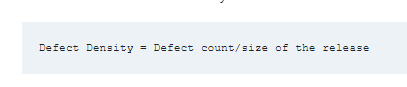 Defect Density = Defect count/size of the release